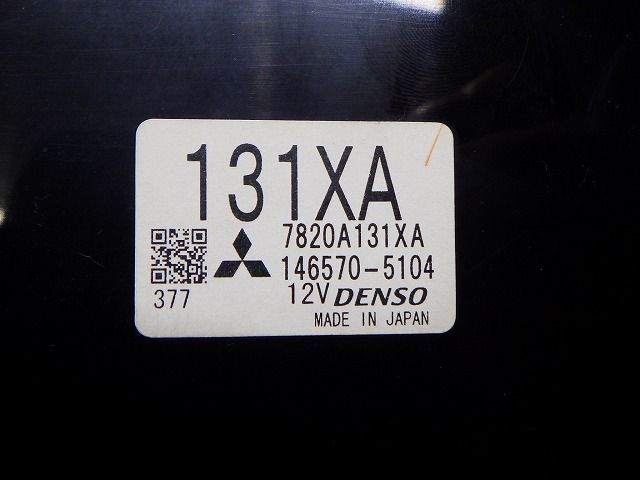 131XA
7820A131XA
146570-5104
377
12V DENSO
MADE IN JAPAN